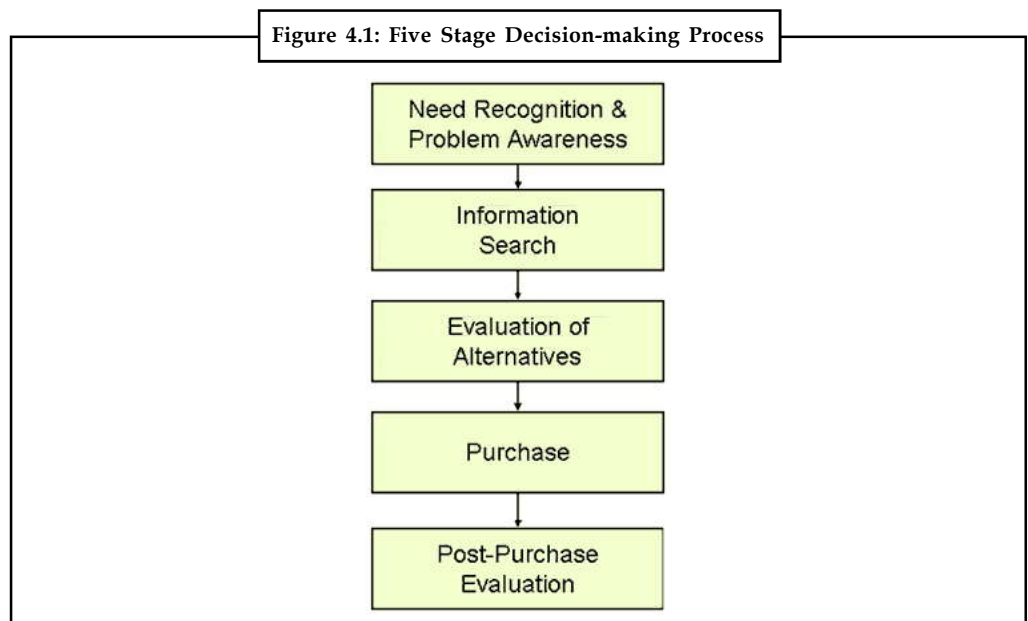 Figure 4.1: Five Stage Decision-making Process
Need Recognition &
Problem Awareness
Information
Search
Evaluation of
Alternatives
Purchase
Post-Purchase
Evaluation